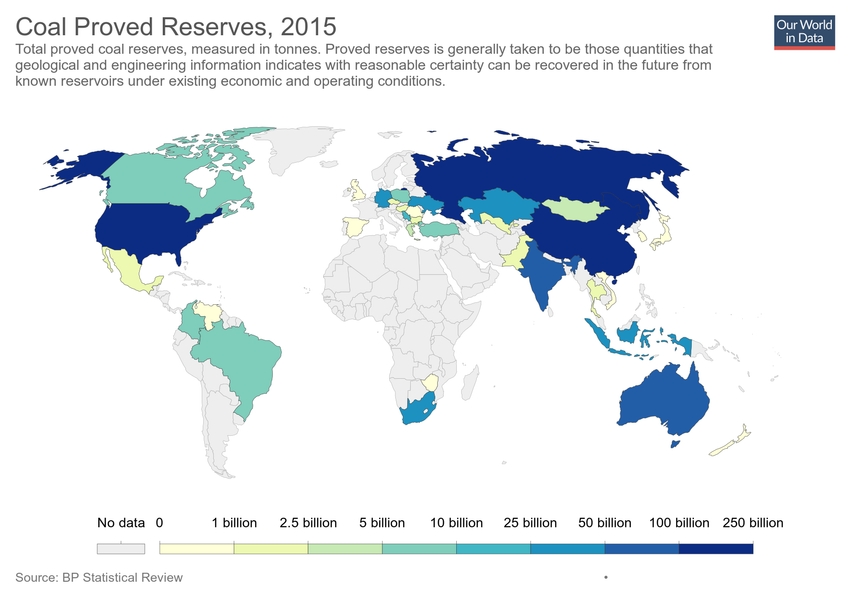 Coal Proved Reserves, 2015
Our World
in Data
Total proved coal reserves, measured in tonnes. Proved reserves is generally taken to be those quantities that
geological and engineering information indicates with reasonable certainty can be recovered in the future from
known reservoirs under existing economic and operating conditions.
No data 0 1 billion 2.5 billion 5 billion 10 billion 25 billion 50 billion 100 billion 250 billion
Source: BP Statistical Review